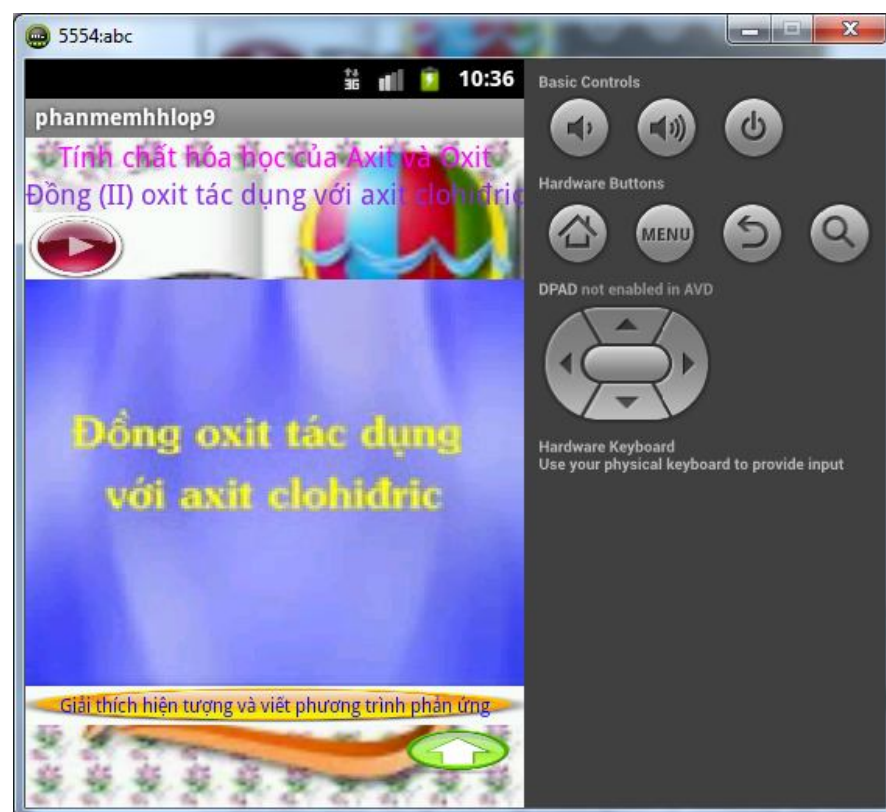 5554:abc
3G
10:36
phanmemhhlop9
Tính chất hóa học của Axit và Oxit
Đồng (II) oxit tác dụng với axit clohiđric
Đồng oxit tác dụng
với axit clohiđric
Giải thích hiện tượng và viết phương trình phản ứng
Basic Controls
Hardware Buttons
MENU
DPAD not enabled in AVD
Hardware Keyboard
Use your physical keyboard to provide input